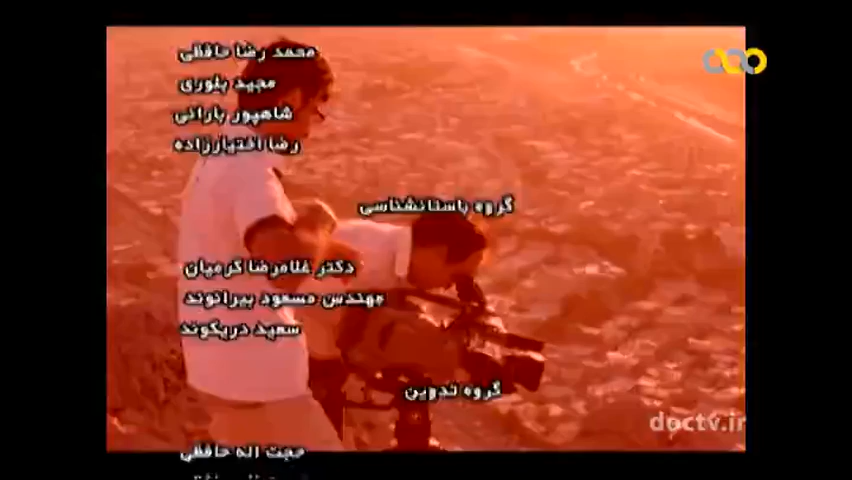 محمد رضا حافظی
مجید بلوری
شاهپور بارانی
رضا اختیارزاده
گروه باستانشناسی
دکتر غلامرضا کرمیان
مهندس مسعود بیرانوند
سعید دریکوند
گروه تدوین
doctv.ir
حجت اله حافظی